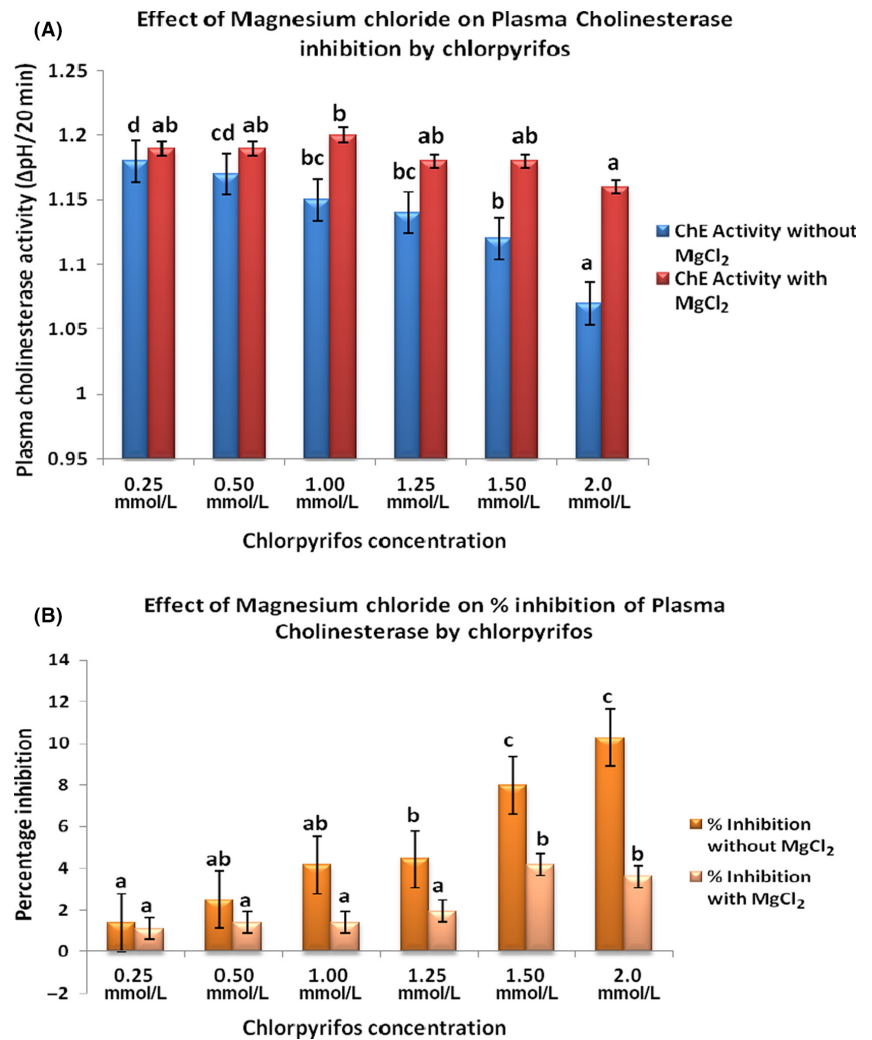 (A)
Effect of Magnesium chloride on Plasma Cholinesterase
inhibition by chlorpyrifos
Plasma cholinesterase activity (ΔpH/20 min)
1.25
1.2
1.15
1.1
1.05
1
0.95
d ab cd ab bc b bc ab b ab a a
0.25 0.50 1.00 1.25 1.50 2.0
mmol/L mmol/L mmol/L mmol/L mmol/L mmol/L
Chlorpyrifos concentration
ChE Activity without
MgCl₂
ChE Activity with
MgCl₂
(B)
Effect of Magnesium chloride on % inhibition of Plasma
Cholinesterase by chlorpyrifos
Percentage inhibition
14
12
10
8
6
4
2
0
–2
a a ab a ab a b a c b c b
0.25 0.50 1.00 1.25 1.50 2.0
mmol/L mmol/L mmol/L mmol/L mmol/L mmol/L
Chlorpyrifos concentration
% Inhibition
without MgCl₂
% Inhibition
with MgCl₂